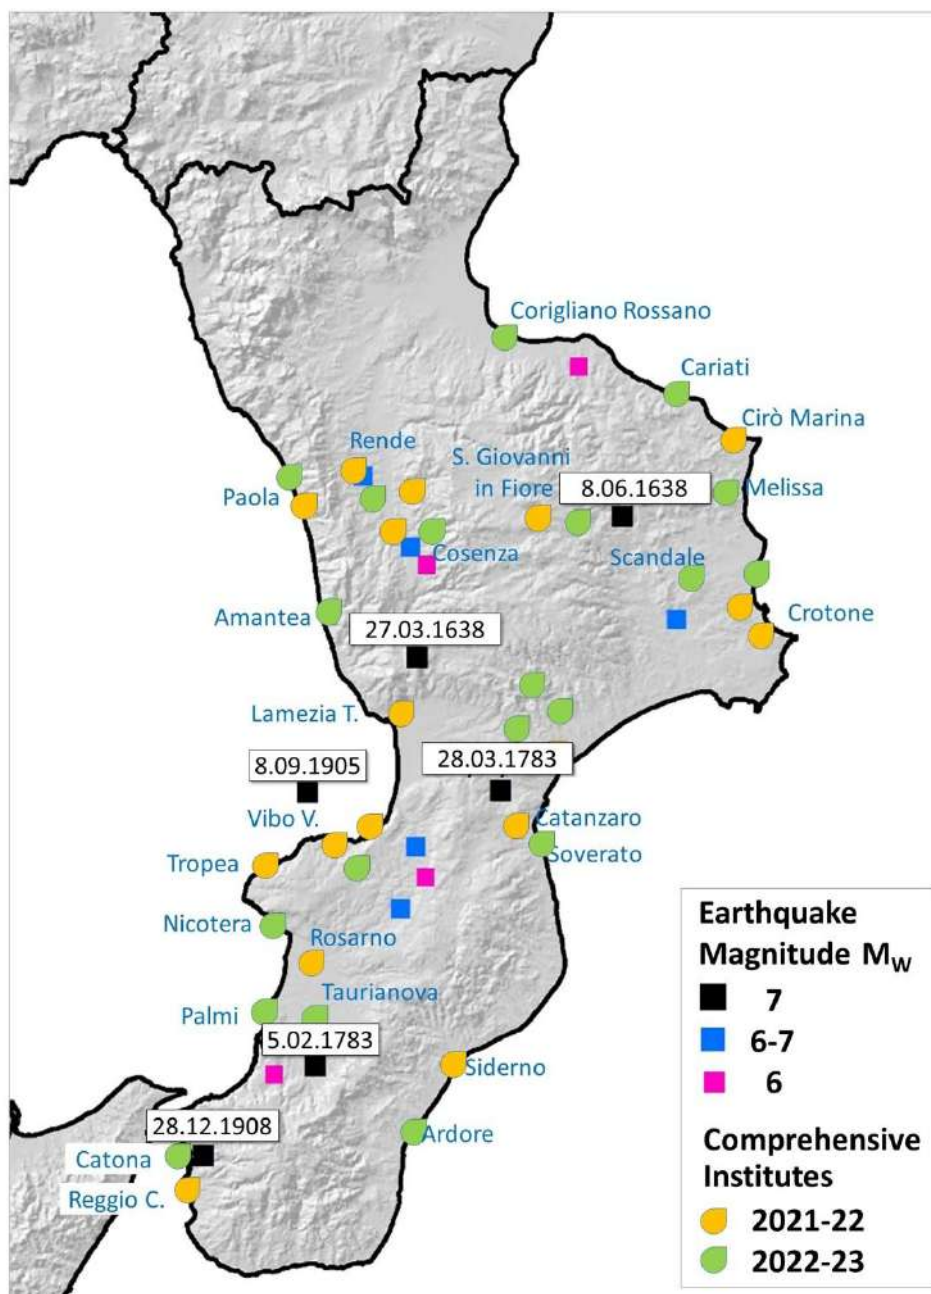 Corigliano Rossano
Cariati
Cirò Marina
Rende
S. Giovanni
in Fiore
8.06.1638
Melissa
Paola
Cosenza
Scandale
Amantea
27.03.1638
Crotone
Lamezia T.
28.03.1783
8.09.1905
Vibo V.
Catanzaro
Soverato
Tropea
Nicotera
Rosarno
Taurianova
Palmi
5.02.1783
Siderno
28.12.1908
Ardore
Catona
Reggio C.
Earthquake
Magnitude MW
7
6-7
6
Comprehensive
Institutes
2021-22
2022-23